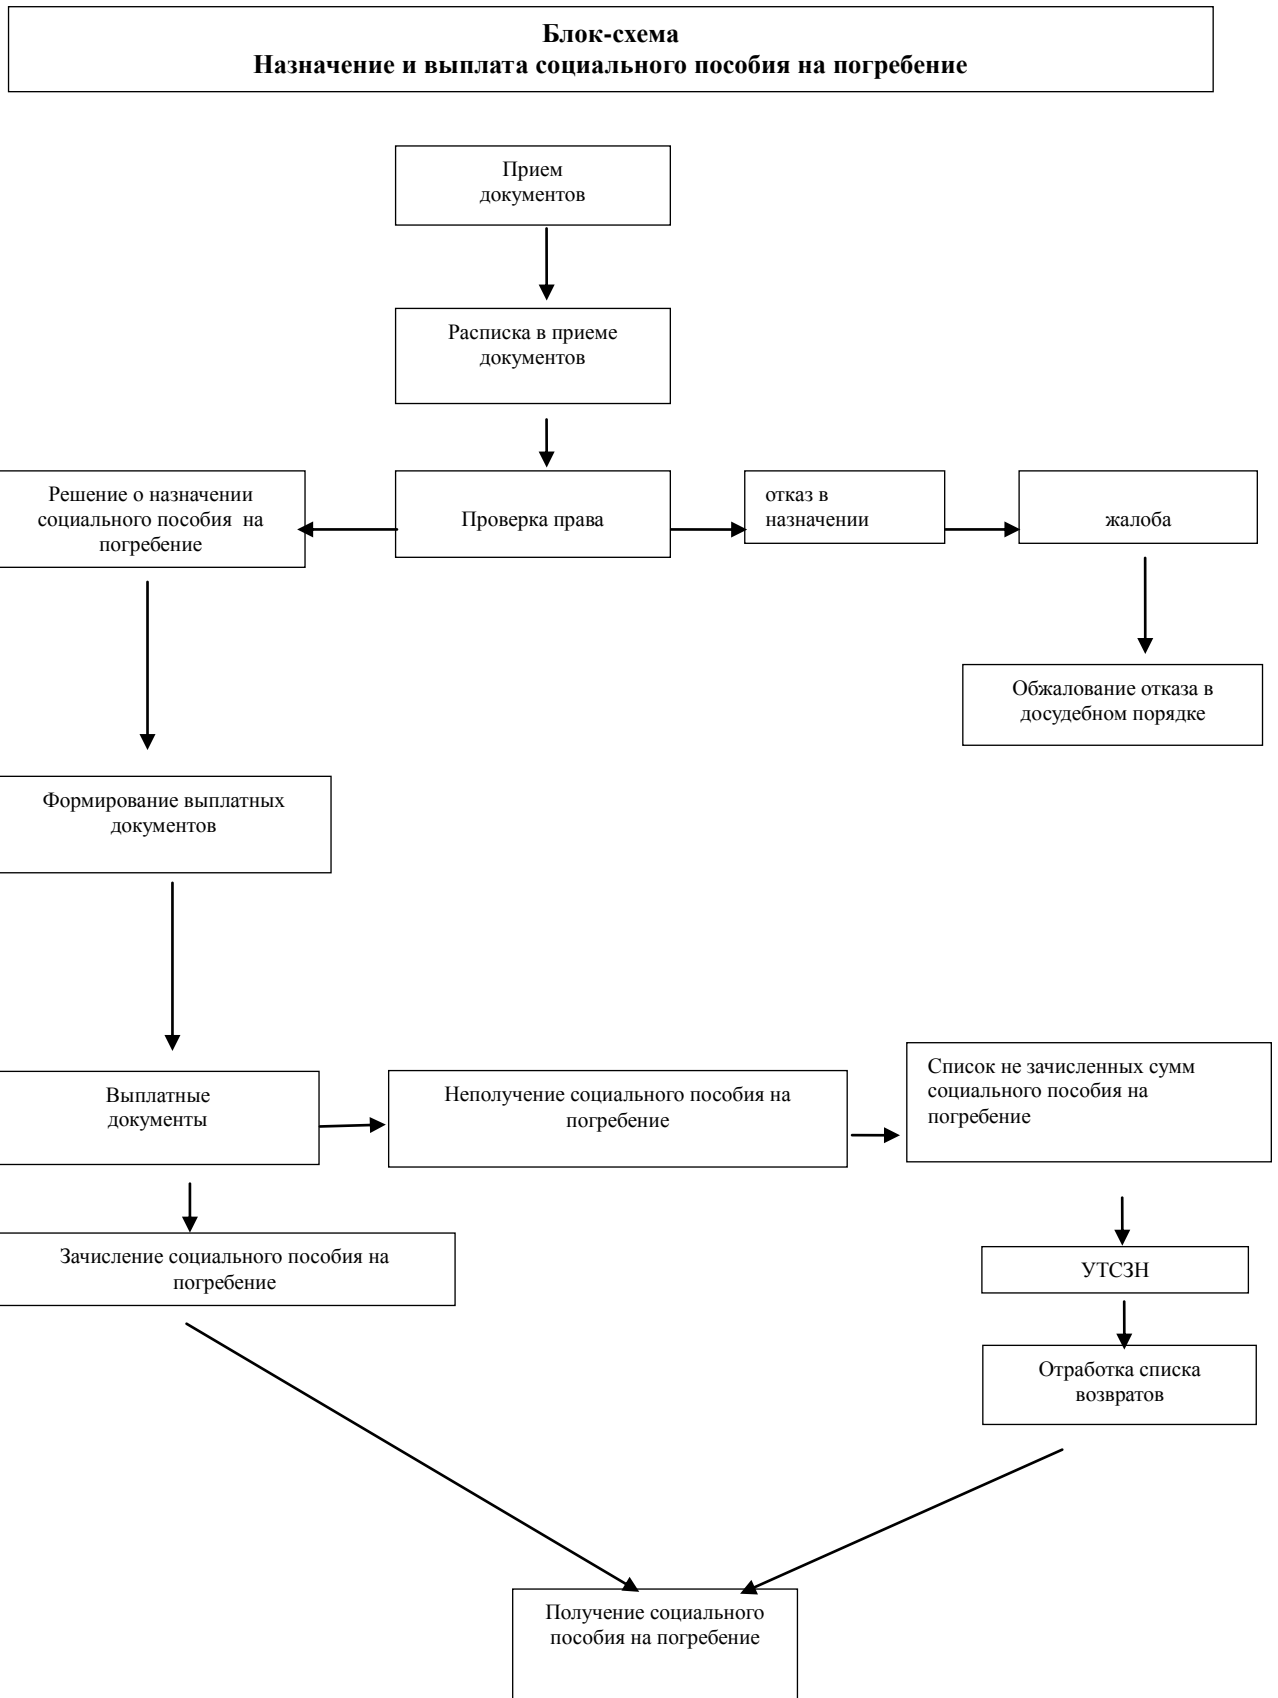 Блок-схема
Назначение и выплата социального пособия на погребение
Прием
документов
Расписка в приеме
документов
Решение о назначении
социального пособия на
погребение
Проверка права
отказ в
назначении
жалоба
Обжалование отказа в
досудебном порядке
Формирование выплатных
документов
Выплатные
документы
Неполучение социального пособия на
погребение
Список не зачисленных сумм
социального пособия на
погребение
Зачисление социального пособия на
погребение
УТСЗН
Отработка списка
возвратов
Получение социального
пособия на погребение